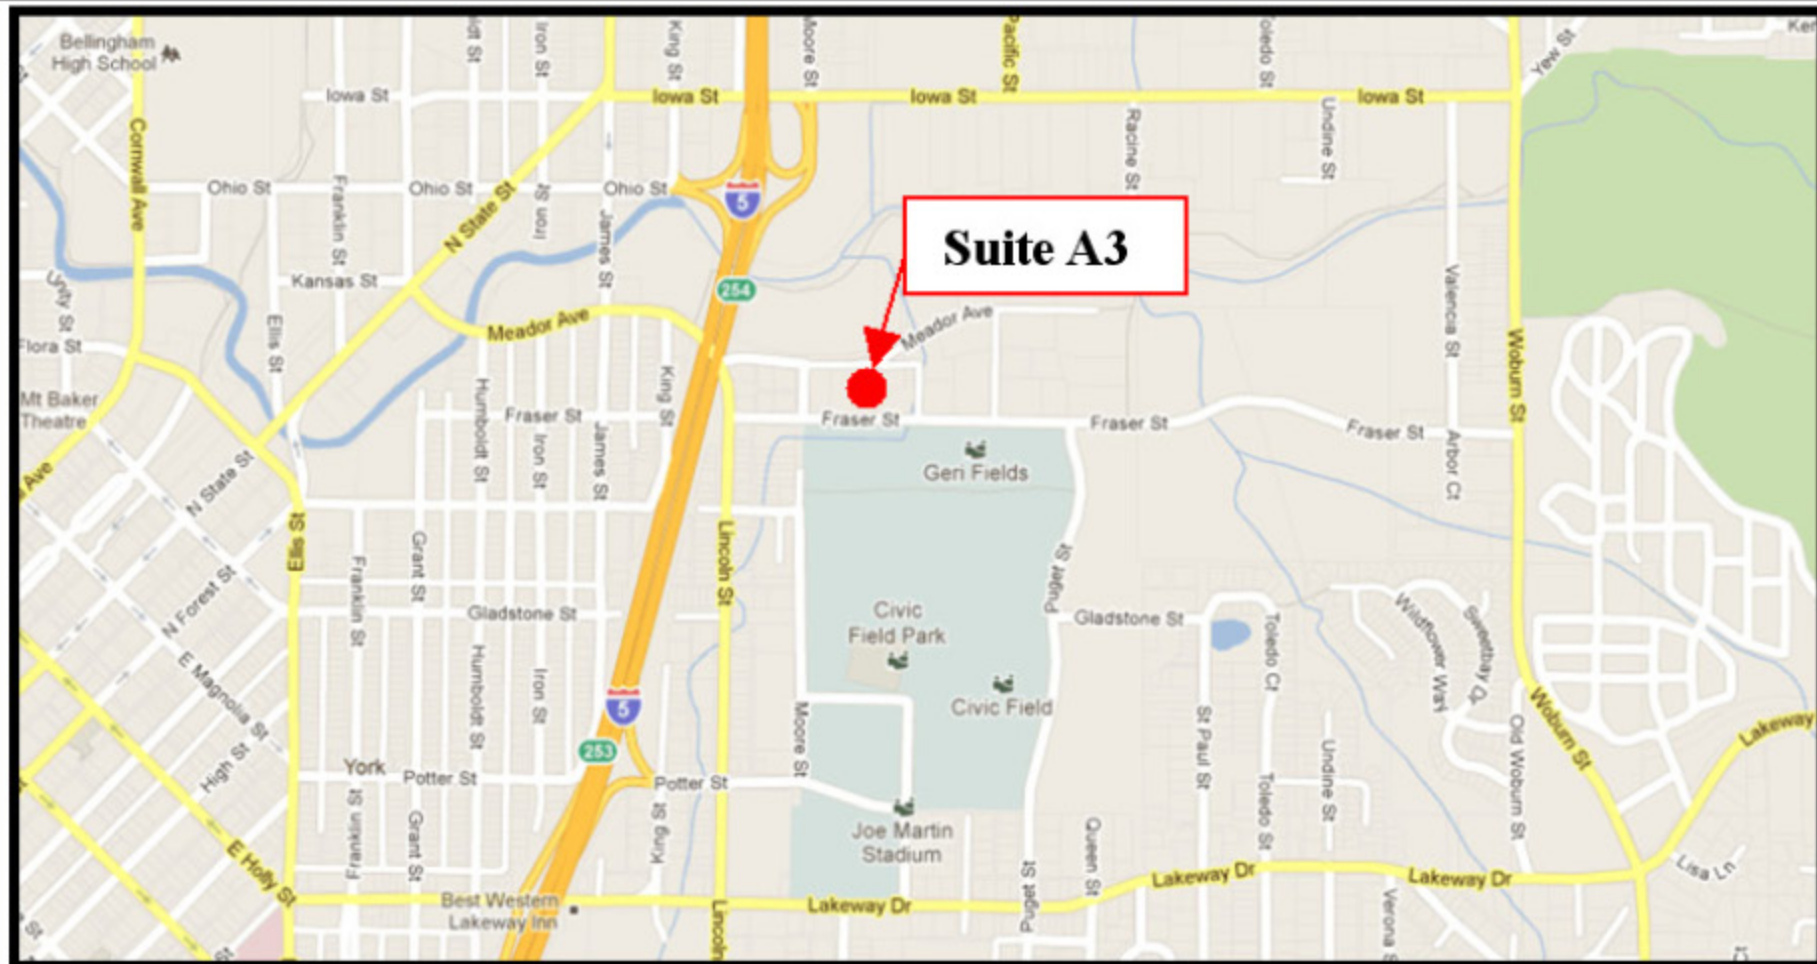 Bellingham
High School
Cornwall Ave
Iowa St
Iron St
King St
Moore St
Pacific St
Toledo St
Yew St
Iowa St
Iowa St
Iowa St
Ohio St
Ohio St
Ohio St
Franklin St
Iron St
N State St
James St
5
Racine St
Undine St
Suite A3
254
Unity St
Kansas St
Ellis St
Meador Ave
Meador Ave
Valencia St
Woburn St
Flora St
Mt Baker
Theatre
Humboldt St
Fraser St
Iron St
James St
King St
Fraser St
Fraser St
Fraser St
Arbor Ct
Geri Fields
N State St
Ellis St
Franklin St
Grant St
Lincoln St
Puget St
N Forest St
Gladstone St
Civic
Field Park
Gladstone St
Toledo Ct
Wildflower Way
Sweetbay Ct
E Magnolia St
Humboldt St
Iron St
5
Civic Field
Woburn St
Lakeway
High St
York
Potter St
253
Potter St
Moore St
St Paul St
Toledo St
Undine St
Old Woburn St
Franklin St
Grant St
King St
Joe Martin
Stadium
Queen St
Puget St
E Holly St
Best Western
Lakeway Inn
Lincoln
Lakeway Dr
Lakeway Dr
Lakeway Dr
Lisa Ln
Verona S